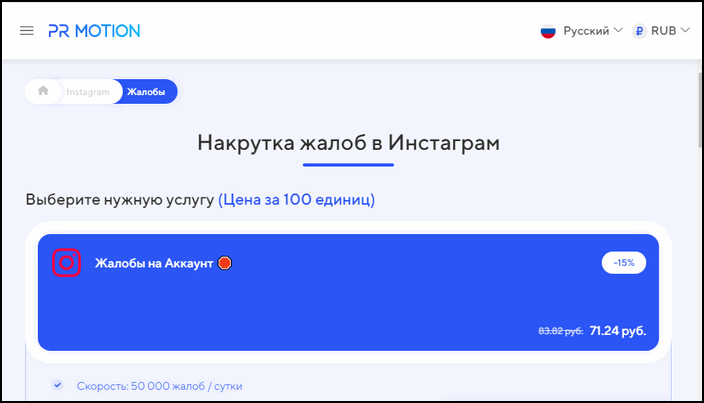 PR MOTION
Русский
₽ RUB
Instagram
Жалобы
Накрутка жалоб в Инстаграм
Выберите нужную услугу (Цена за 100 единиц)
Жалобы на Аккаунт
-15%
83.82 руб. 71.24 руб.
Скорость: 50 000 жалоб / сутки